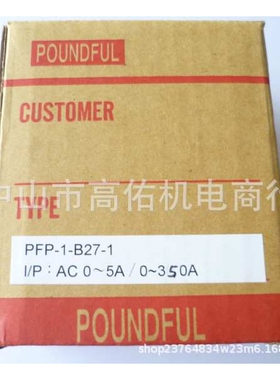 POUNDFUL
CUSTOMER
中山市高佑机电商行
TYPE
PFP-1-B27-1
I/P : AC 0～5A / 0~350A
POUNDFUL
shop23764834w23m6.1688